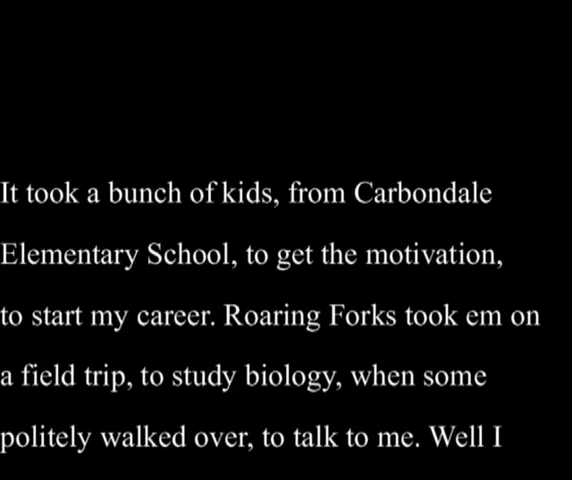 It took a bunch of kids, from Carbondale
Elementary School, to get the motivation,
to start my career. Roaring Forks took em on
a field trip, to study biology, when some
politely walked over, to talk to me. Well I